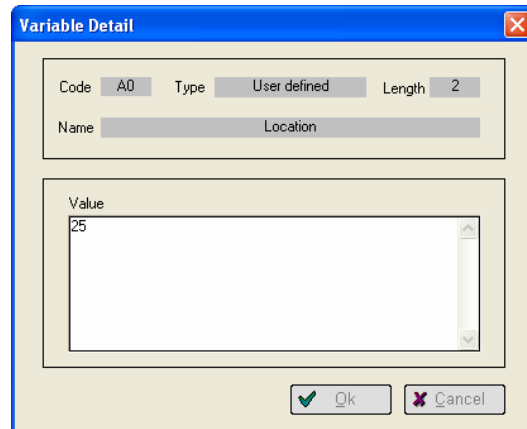 Variable Detail
Code A0 Type User defined Length 2
Name Location
Value
25
Ok Cancel